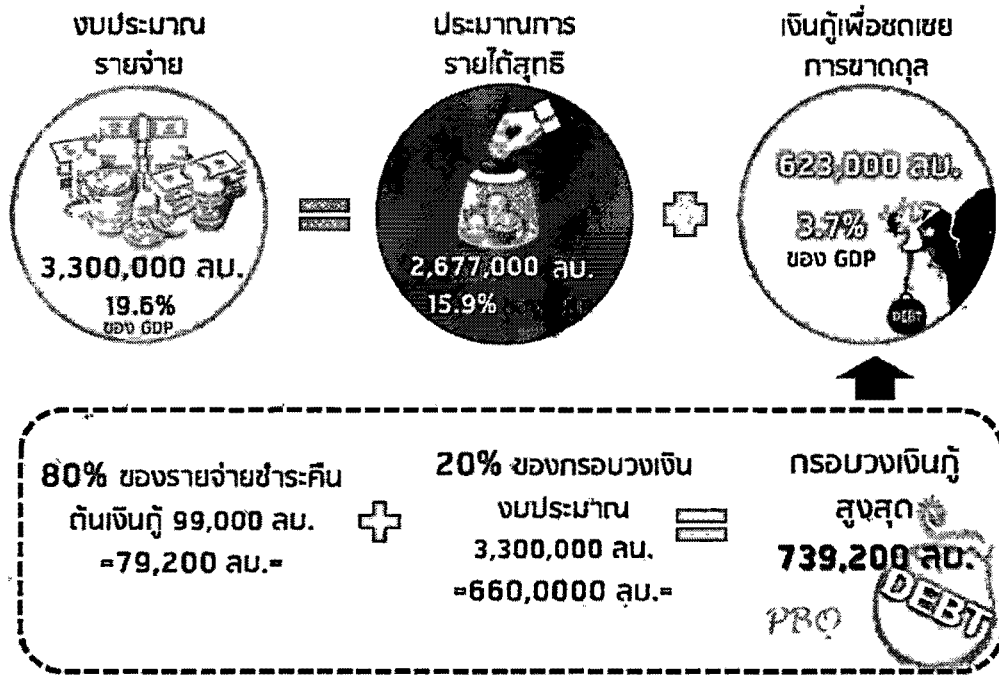 งบประมาณ
รายจ่าย
3,300,000 ลบ.
19.6%
ของ GDP
=
ประมาณการ
รายได้สุทธิ
2,677,000 ลบ.
15.9%
+
เงินกู้เพื่อชดเชย
การขาดดุล
623,000 ลบ.
3.7%
ของ GDP
DEBT
80% ของรายจ่ายชำระคืน
ต้นเงินกู้ 99,000 ลบ.
=79,200 ลบ.=
+
20% ของกรอบวงเงิน
งบประมาณ
3,300,000 ลบ.
=660,0000 ลบ.=
=
กรอบวงเงินกู้
สูงสุด
739,200 ลบ.
DEBT
PBO